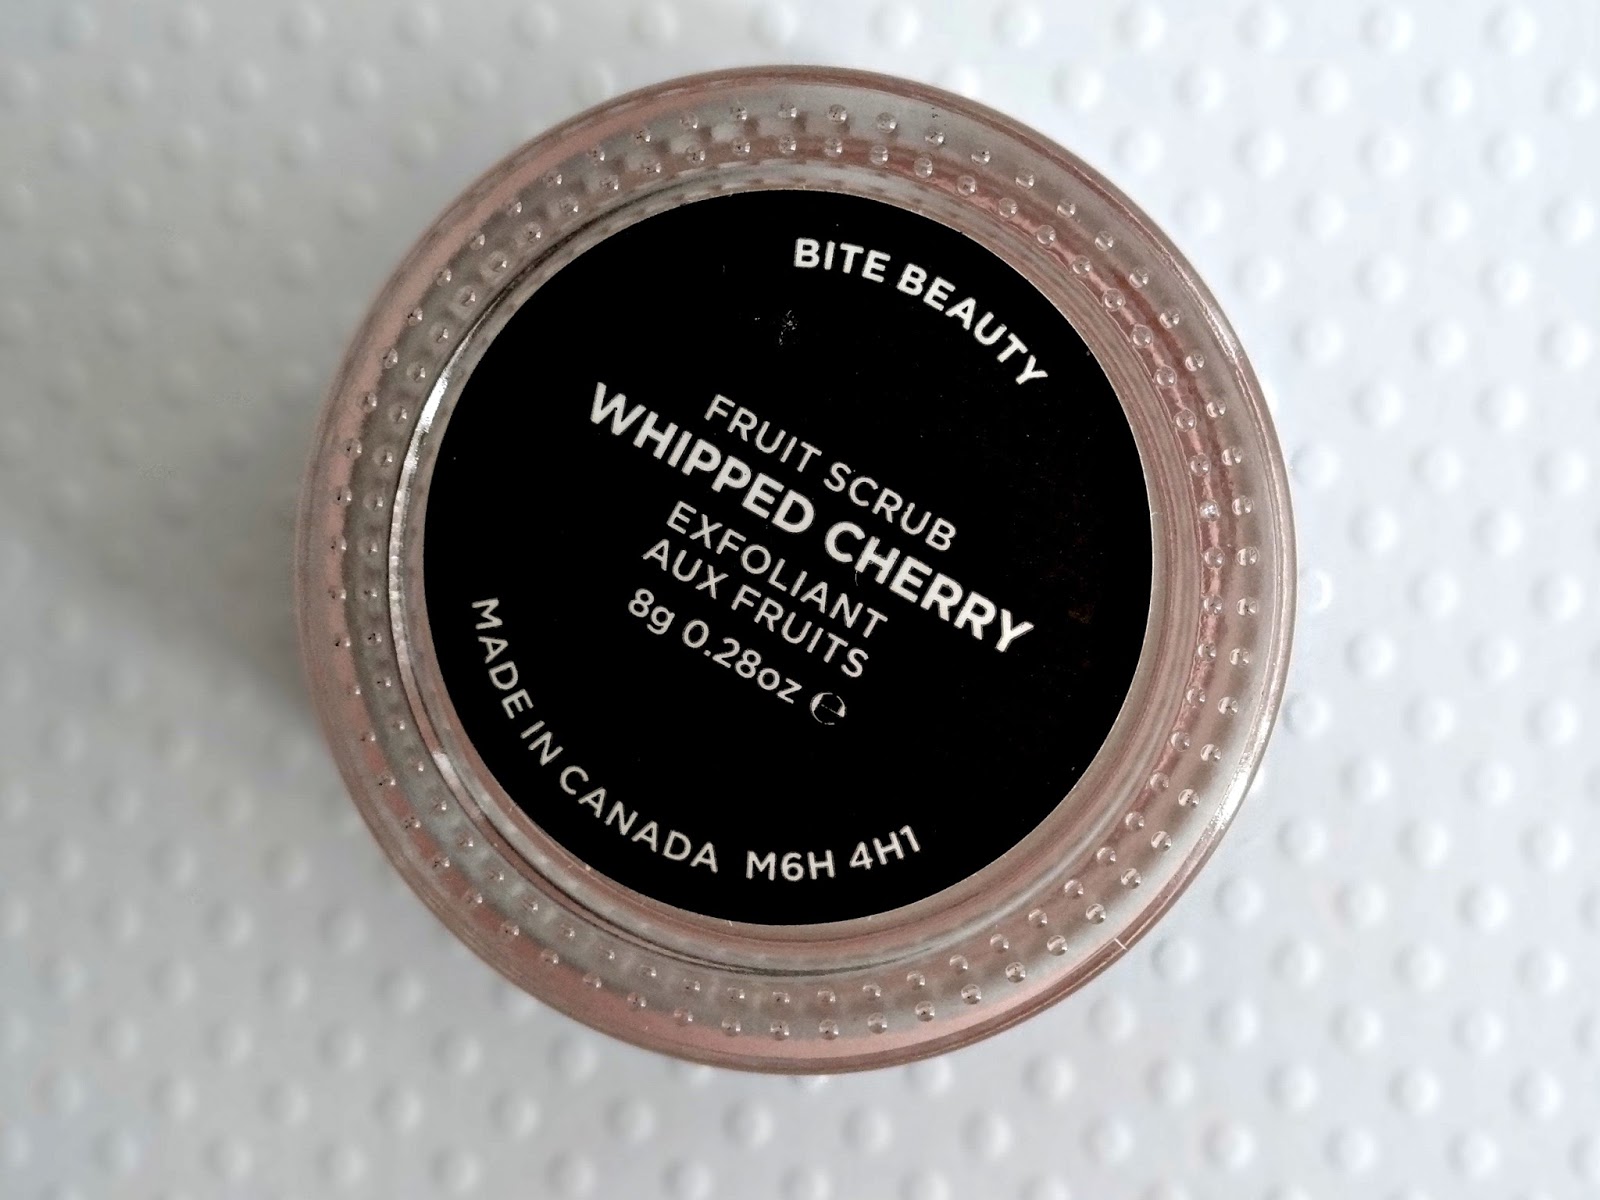 BITE BEAUTY
FRUIT SCRUB
WHIPPED CHERRY
EXFOLIANT
AUX FRUITS
8g 0.28oz ℮
MADE IN CANADA M6H 4H1